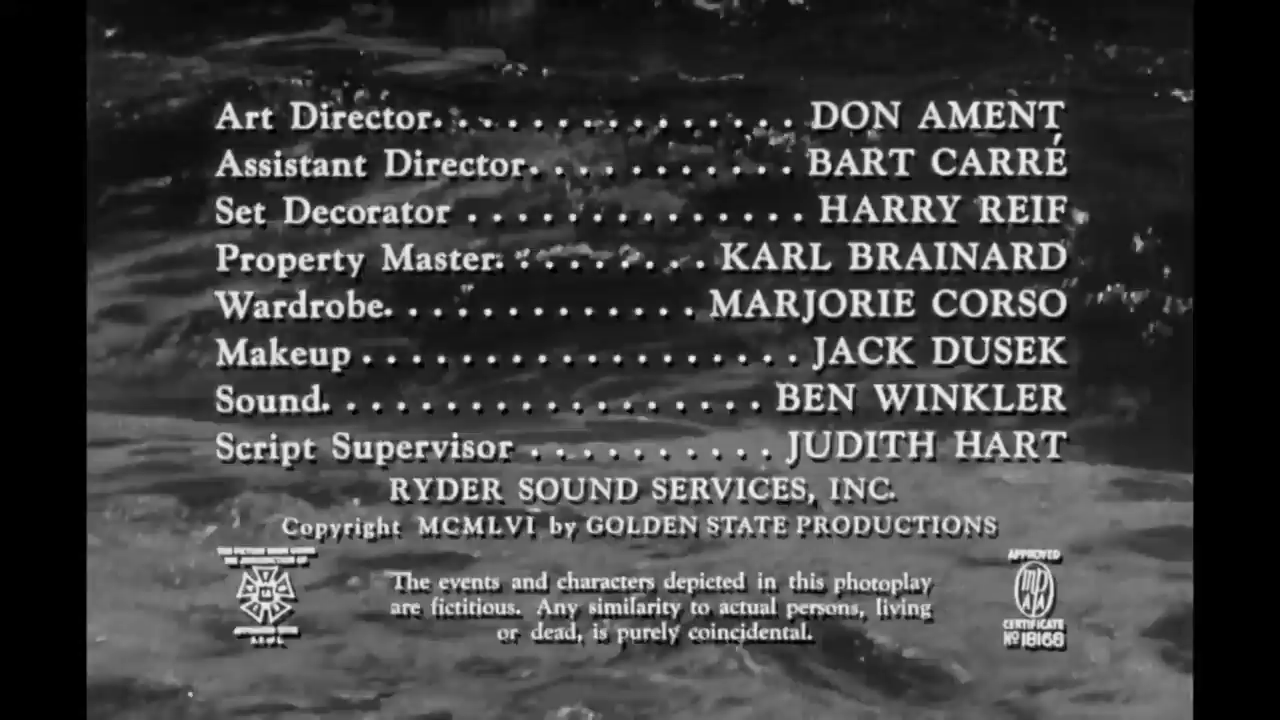 Art Director. . . . . . . . . . . . . . . DON AMENT
Assistant Director. . . . . . . . . . . . BART CARRÉ
Set Decorator . . . . . . . . . . . . . . HARRY REIF
Property Master. . . . . . . . . KARL BRAINARD
Wardrobe. . . . . . . . . . . . . MARJORIE CORSO
Makeup . . . . . . . . . . . . . . . . . . JACK DUSEK
Sound. . . . . . . . . . . . . . . . . . BEN WINKLER
Script Supervisor . . . . . . . . . . JUDITH HART
RYDER SOUND SERVICES, INC.
Copyright MCMLVI by GOLDEN STATE PRODUCTIONS
The events and characters depicted in this photoplay
are fictitious. Any similarity to actual persons, living
or dead, is purely coincidental.
APPROVED
MPAA
CERTIFICATE
Nº 18168